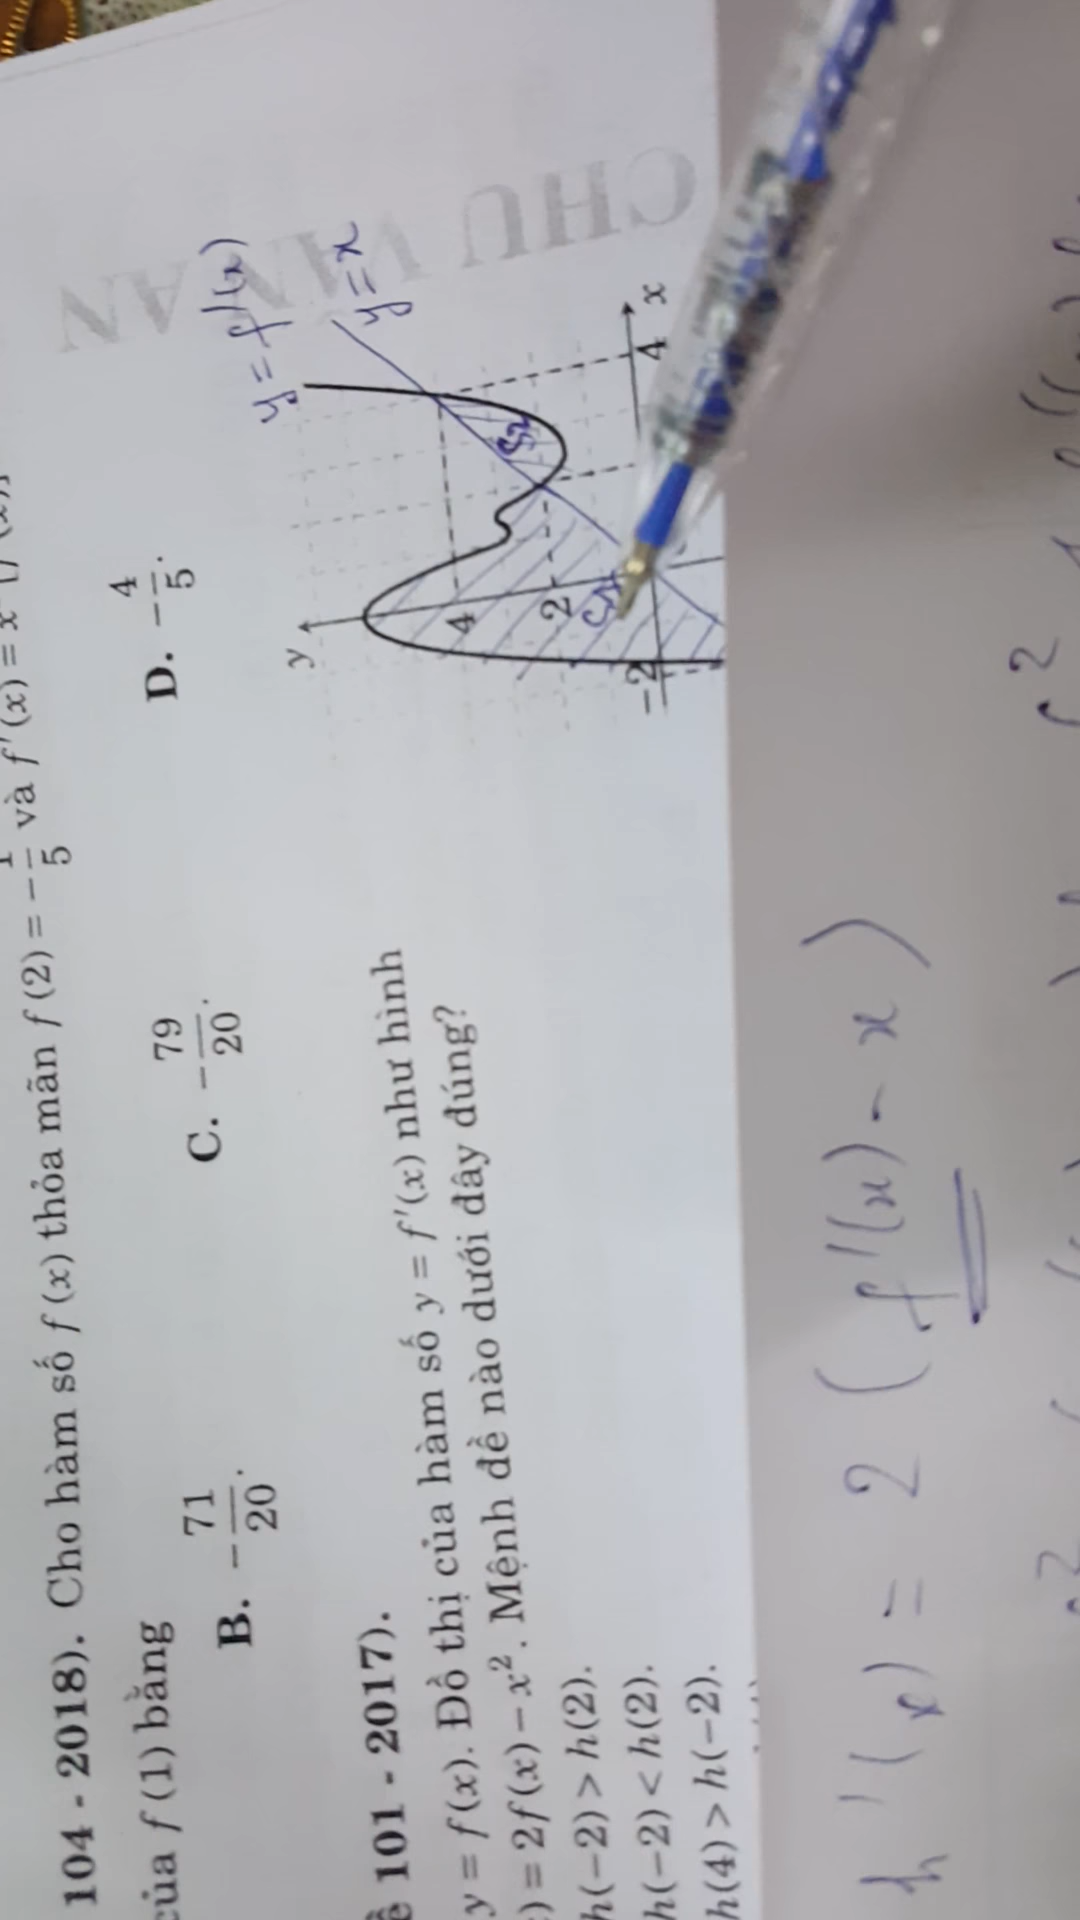 104 - 2018). Cho hàm số f(x) thỏa mãn f(2) = -1/5 và f'(x) = x
của f(1) bằng
B. -71/20. C. -79/20. D. -4/5.
101 - 2017).
y = f(x). Đồ thị của hàm số y = f'(x) như hình
) = 2f(x) - x². Mệnh đề nào dưới đây đúng?
h(-2) > h(2).
h(-2) < h(2).
h(4) > h(-2).
y
4
2
-2
4
x
y = f'(x)
y = x
S₁
S₂
CHU VĂN AN
h'(x) = 2(f'(x) - x)